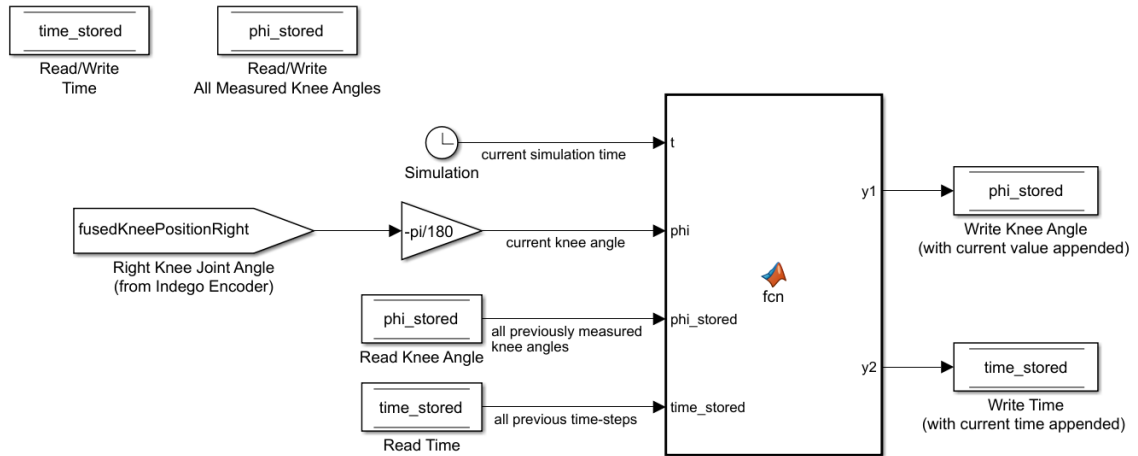 time_stored
Read/Write
Time
phi_stored
Read/Write
All Measured Knee Angles
current simulation time
Simulation
t
fusedKneePositionRight
Right Knee Joint Angle
(from Indego Encoder)
-pi/180
current knee angle
phi
phi_stored
Read Knee Angle
all previously measured
knee angles
phi_stored
time_stored
Read Time
all previous time-steps
time_stored
fcn
y1
phi_stored
Write Knee Angle
(with current value appended)
y2
time_stored
Write Time
(with current time appended)